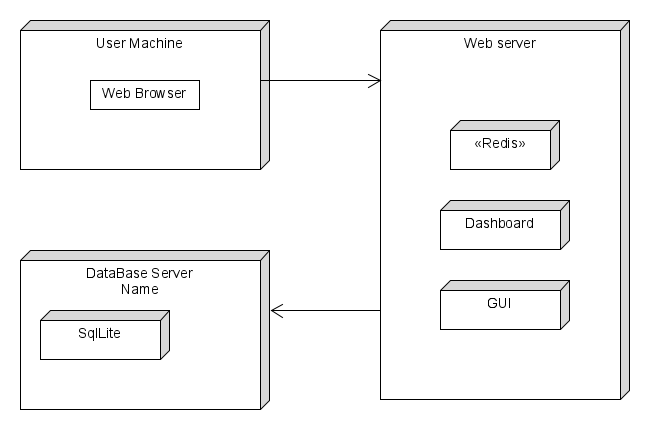 User Machine
Web Browser
Web server
«Redis»
Dashboard
GUI
DataBase Server
Name
SqlLite